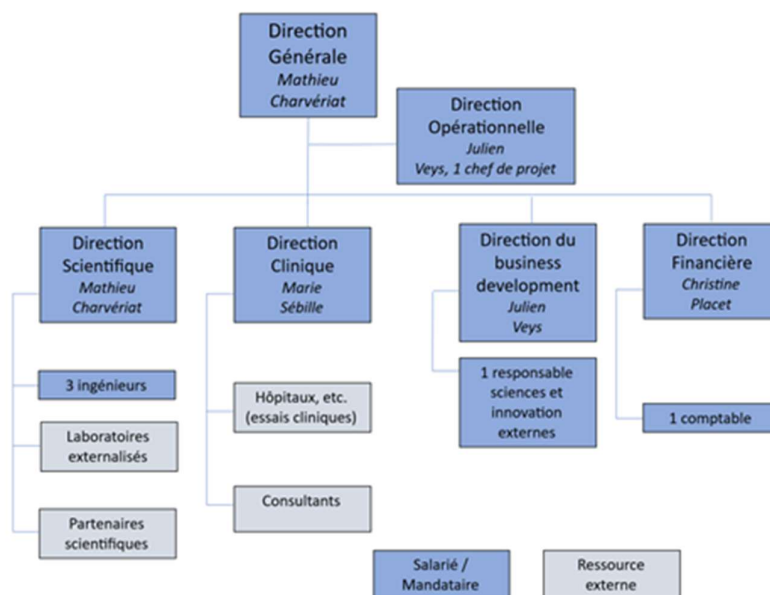 Direction
Générale
Mathieu
Charvériat
Direction
Opérationnelle
Julien
Veys, 1 chef de projet
Direction
Scientifique
Mathieu
Charvériat
Direction
Clinique
Marie
Sébille
Direction du
business
development
Julien
Veys
Direction
Financière
Christine
Placet
3 ingénieurs
Laboratoires
externalisés
Partenaires
scientifiques
Hôpitaux, etc.
(essais cliniques)
Consultants
1 responsable
sciences et
innovation
externes
1 comptable
Salarié /
Mandataire
Ressource
externe